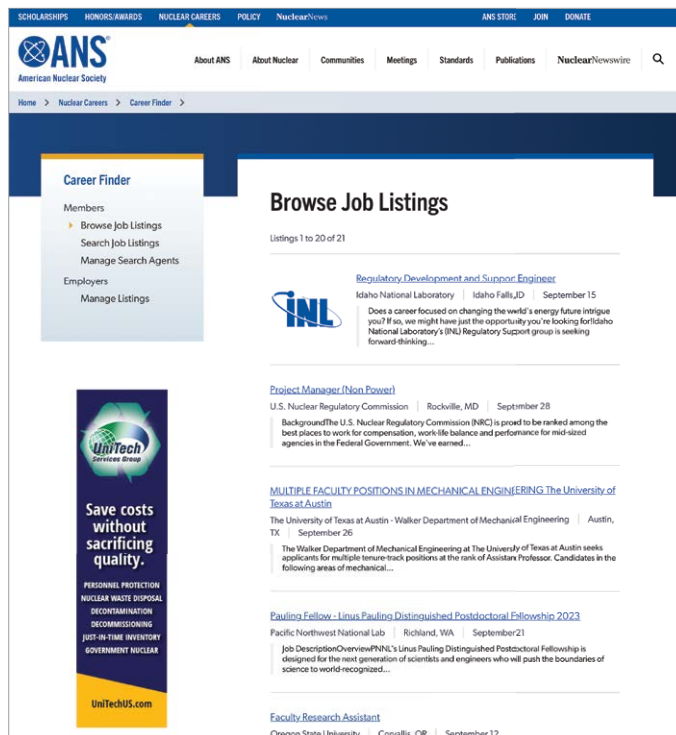 SCHOLARSHIPS HONORS/AWARDS NUCLEAR CAREERS POLICY NuclearNews ANS STORE JOIN DONATE
ANS®
American Nuclear Society
About ANS About Nuclear Communities Meetings Standards Publications NuclearNewswire
Home > Nuclear Careers > Career Finder >
Career Finder
Members
Browse Job Listings
Search Job Listings
Manage Search Agents
Employers
Manage Listings
UniTech
Services Group
Save costs
without
sacrificing
quality.
PERSONNEL PROTECTION
NUCLEAR WASTE DISPOSAL
DECONTAMINATION
DECOMMISSIONING
JUST-IN-TIME INVENTORY
GOVERNMENT NUCLEAR
UniTechUS.com
Browse Job Listings
Listings 1 to 20 of 21
INL
Regulatory Development and Support Engineer
Idaho National Laboratory | Idaho Falls,ID | September 15
Does a career focused on changing the world's energy future intrigue
you? If so, we might have just the opportunity you're looking for!Idaho
National Laboratory's (INL) Regulatory Support group is seeking
forward-thinking...
Project Manager (Non Power)
U.S. Nuclear Regulatory Commission | Rockville, MD | September 28
BackgroundThe U.S. Nuclear Regulatory Commission (NRC) is proud to be ranked among the
best places to work for compensation, work-life balance and performance for mid-sized
agencies in the Federal Government. We've earned...
MULTIPLE FACULTY POSITIONS IN MECHANICAL ENGINEERING The University of
Texas at Austin
The University of Texas at Austin - Walker Department of Mechanical Engineering | Austin,
TX | September 26
The Walker Department of Mechanical Engineering at The University of Texas at Austin seeks
applicants for multiple tenure-track positions at the rank of Assistant Professor. Candidates in the
following areas of mechanical...
Pauling Fellow - Linus Pauling Distinguished Postdoctoral Fellowship 2023
Pacific Northwest National Lab | Richland, WA | September21
Job DescriptionOverviewPNNL's Linus Pauling Distinguished Postdoctoral Fellowship is
designed for the next generation of scientists and engineers who will push the boundaries of
science to world-recognized...
Faculty Research Assistant
Oregon State University | Corvallis, OR | September 12